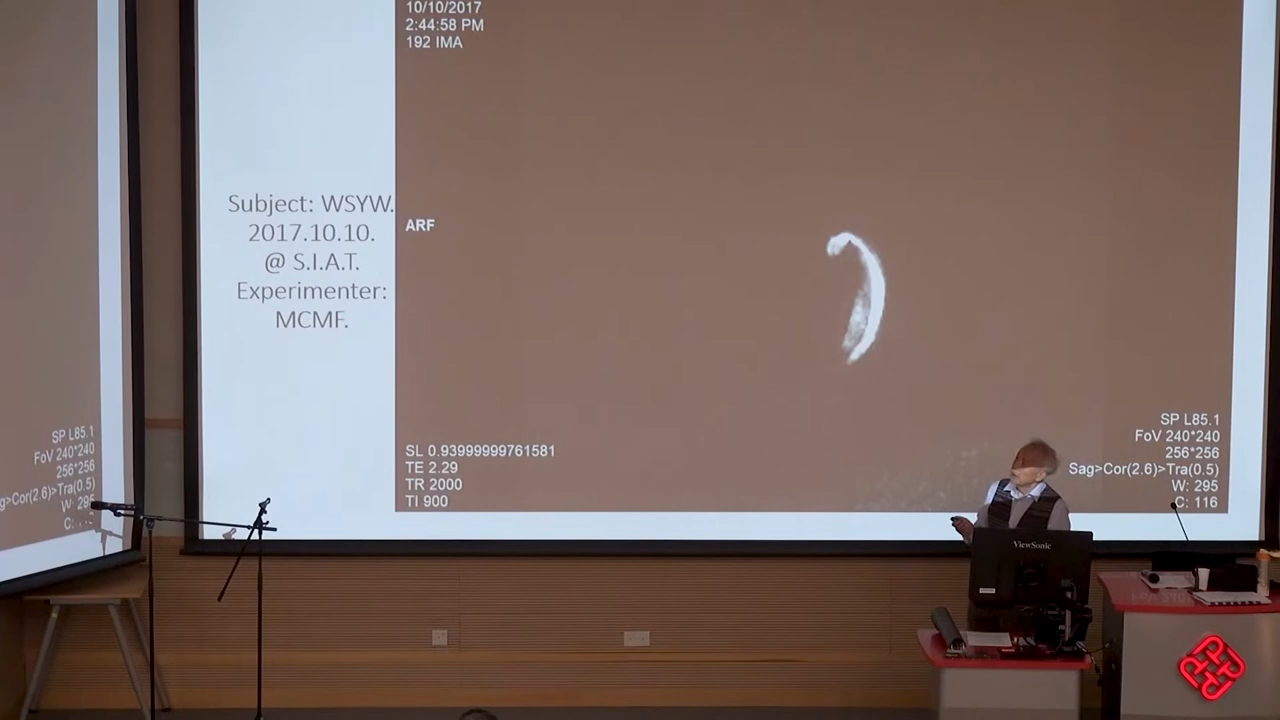 10/10/2017
2:44:58 PM
192 IMA
Subject: WSYW.
2017.10.10.
@ S.I.A.T.
Experimenter:
MCMF.
ARF
SL 0.93999999761581
TE 2.29
TR 2000
TI 900
SP L85.1
FoV 240*240
256*256
Sag>Cor(2.6)>Tra(0.5)
W: 295
C: 116
SP L85.1
FoV 240*240
256*256
g>Cor(2.6)>Tra(0.5)
W: 295
C:
ViewSonic